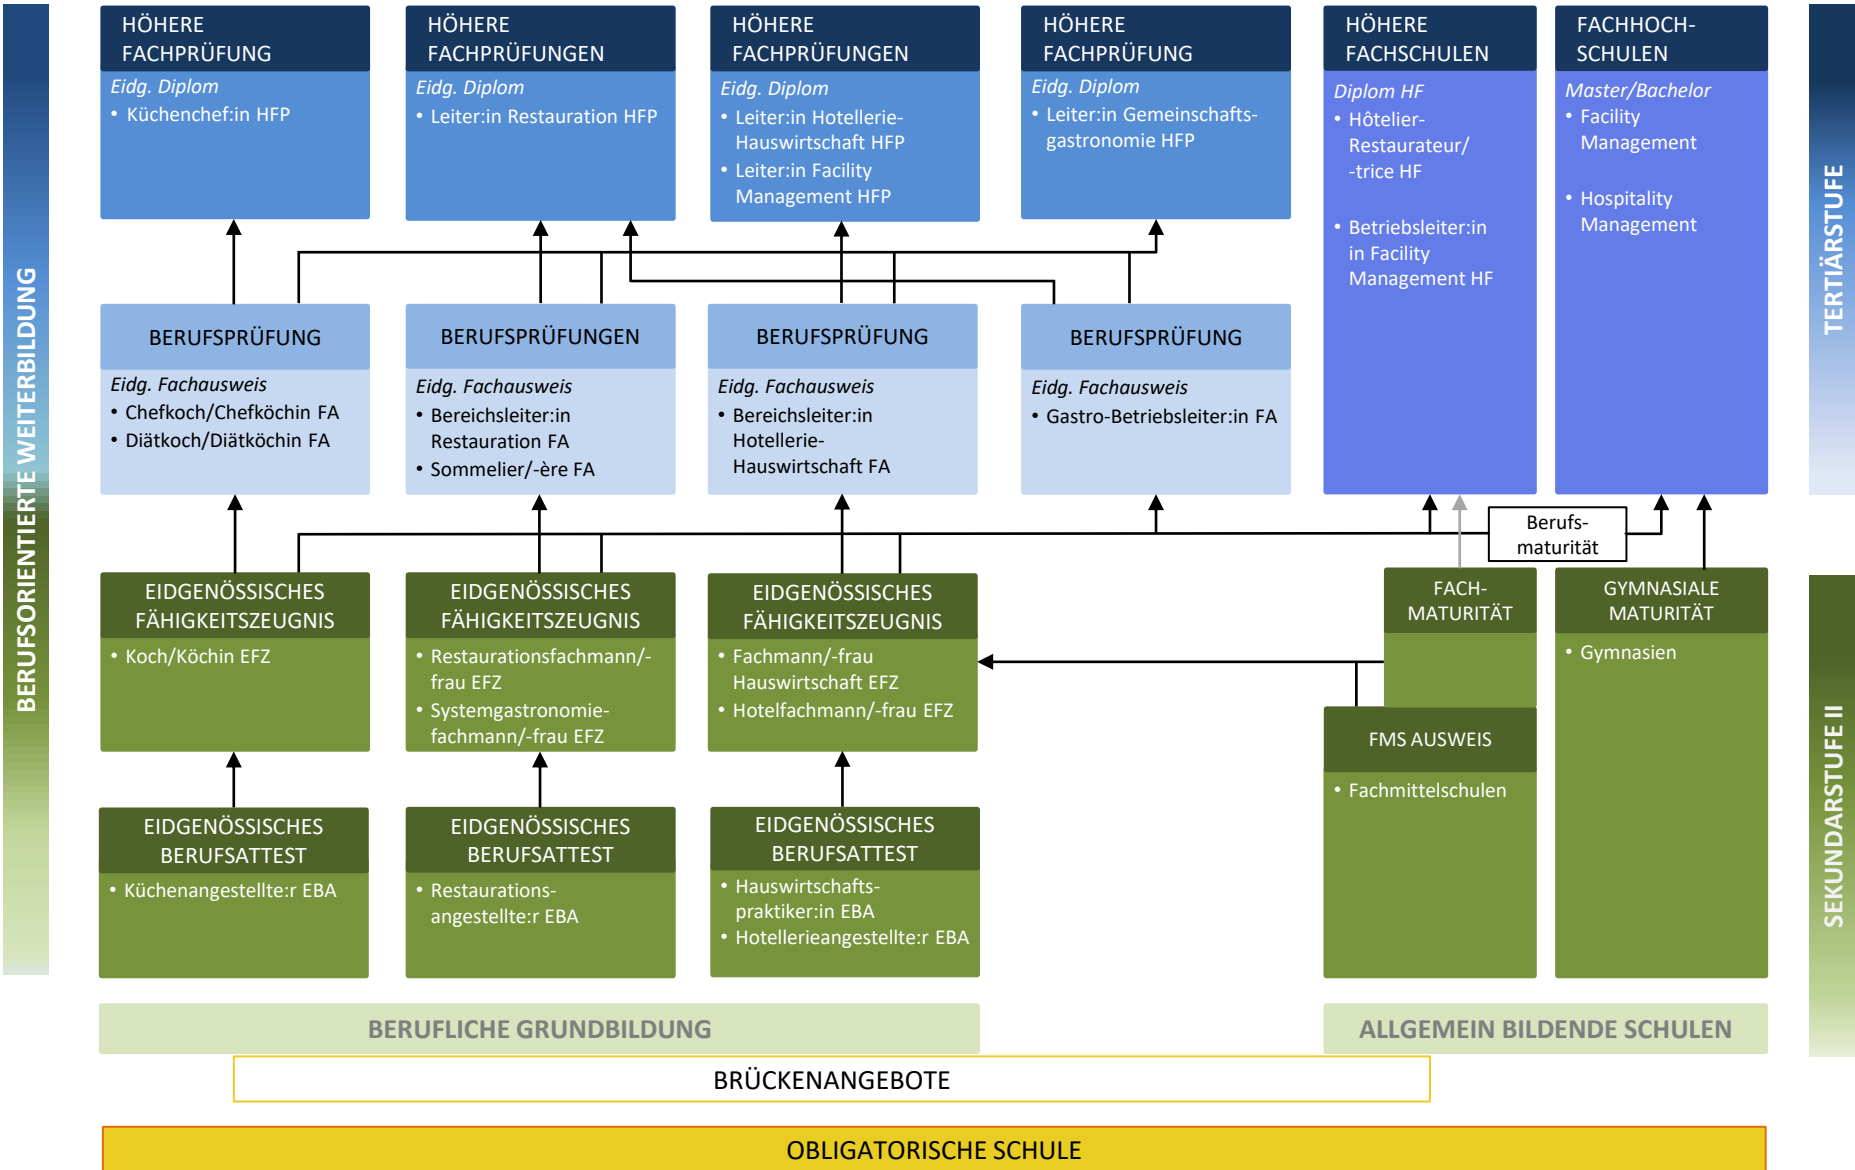 BERUFSORIENTIERTE WEITERBILDUNG
HÖHERE
FACHPRÜFUNG
Eidg. Diplom
• Küchenchef:in HFP
HÖHERE
FACHPRÜFUNGEN
Eidg. Diplom
• Leiter:in Restauration HFP
HÖHERE
FACHPRÜFUNGEN
Eidg. Diplom
• Leiter:in Hotellerie-
Hauswirtschaft HFP
• Leiter:in Facility
Management HFP
HÖHERE
FACHPRÜFUNG
Eidg. Diplom
• Leiter:in Gemeinschafts-
gastronomie HFP
HÖHERE
FACHSCHULEN
Diplom HF
• Hôtelier-
Restaurateur/
-trice HF
• Betriebsleiter:in
in Facility
Management HF
FACHHOCH-
SCHULEN
Master/Bachelor
• Facility
Management
• Hospitality
Management
TERTIÄRSTUFE
BERUFSPRÜFUNG
Eidg. Fachausweis
• Chefkoch/Chefköchin FA
• Diätkoch/Diätköchin FA
BERUFSPRÜFUNGEN
Eidg. Fachausweis
• Bereichsleiter:in
Restauration FA
• Sommelier/-ère FA
BERUFSPRÜFUNG
Eidg. Fachausweis
• Bereichsleiter:in
Hotellerie-
Hauswirtschaft FA
BERUFSPRÜFUNG
Eidg. Fachausweis
• Gastro-Betriebsleiter:in FA
Berufs-
maturität
EIDGENÖSSISCHES
FÄHIGKEITSZEUGNIS
• Koch/Köchin EFZ
EIDGENÖSSISCHES
FÄHIGKEITSZEUGNIS
• Restaurationsfachmann/-
frau EFZ
• Systemgastronomie-
fachmann/-frau EFZ
EIDGENÖSSISCHES
FÄHIGKEITSZEUGNIS
• Fachmann/-frau
Hauswirtschaft EFZ
• Hotelfachmann/-frau EFZ
FACH-
MATURITÄT
FMS AUSWEIS
• Fachmittelschulen
GYMNASIALE
MATURITÄT
• Gymnasien
SEKUNDARSTUFE II
EIDGENÖSSISCHES
BERUFSATTEST
• Küchenangestellte:r EBA
EIDGENÖSSISCHES
BERUFSATTEST
• Restaurations-
angestellte:r EBA
EIDGENÖSSISCHES
BERUFSATTEST
• Hauswirtschafts-
praktiker:in EBA
• Hotellerieangestellte:r EBA
BERUFLICHE GRUNDBILDUNG
ALLGEMEIN BILDENDE SCHULEN
BRÜCKENANGEBOTE
OBLIGATORISCHE SCHULE